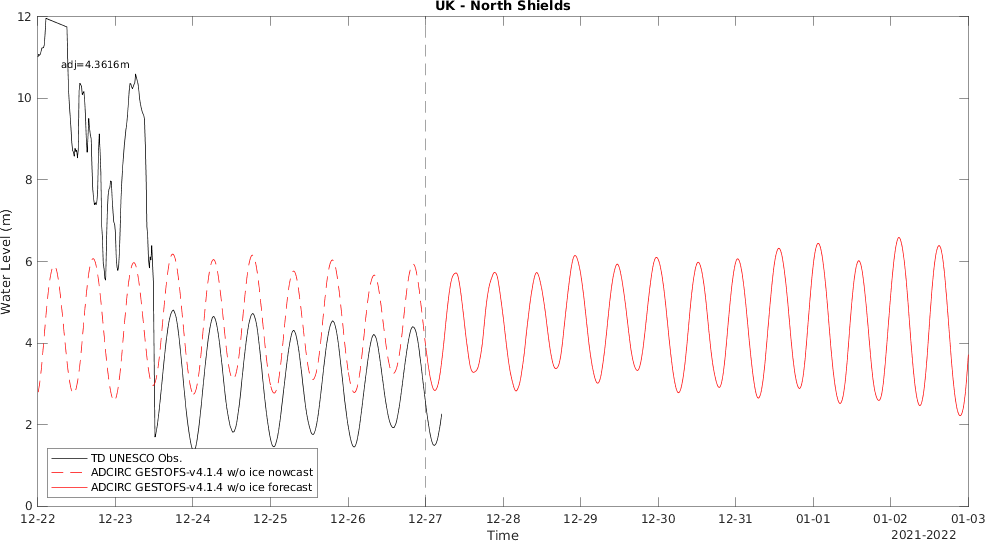 UK - North Shields
12
10
8
6
4
2
0
Water Level (m)
adj=4.3616m
TD UNESCO Obs.
ADCIRC GESTOFS-v4.1.4 w/o ice nowcast
ADCIRC GESTOFS-v4.1.4 w/o ice forecast
12-22 12-23 12-24 12-25 12-26 12-27 12-28 12-29 12-30 12-31 01-01 01-02 01-03
Time
2021-2022